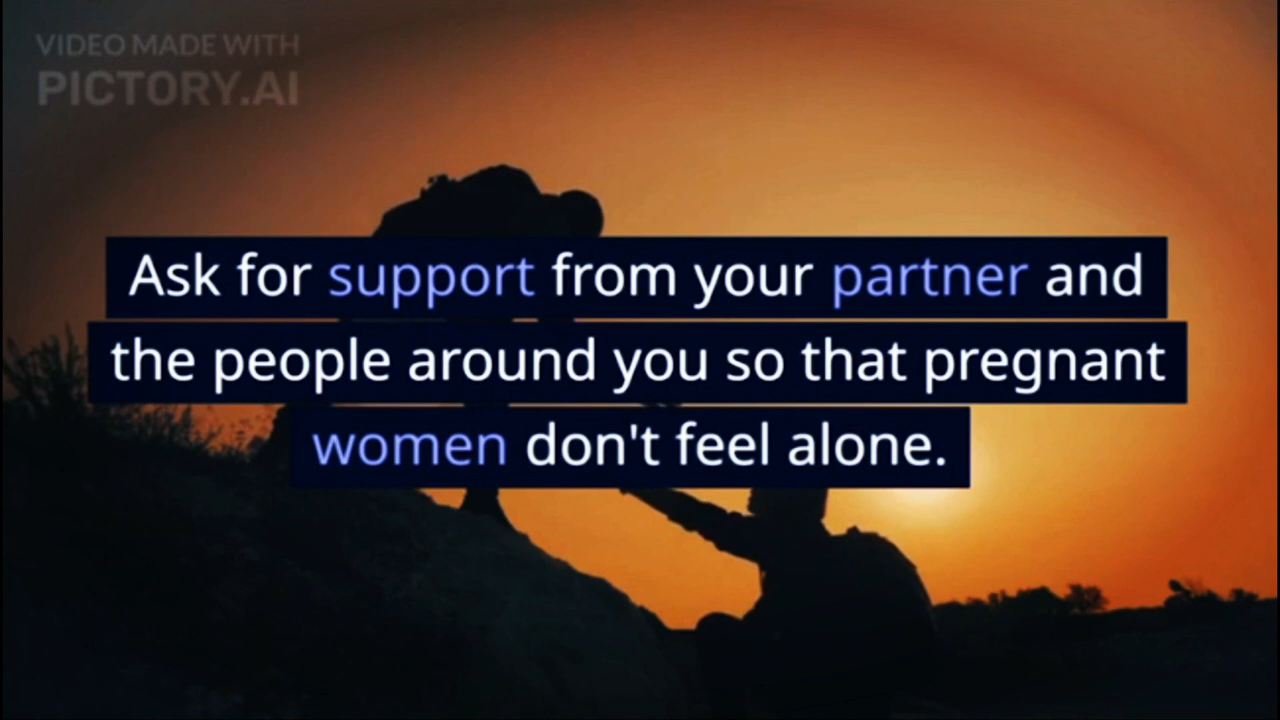 VIDEO MADE WITH
PICTORY.AI
Ask for support from your partner and
the people around you so that pregnant
women don't feel alone.